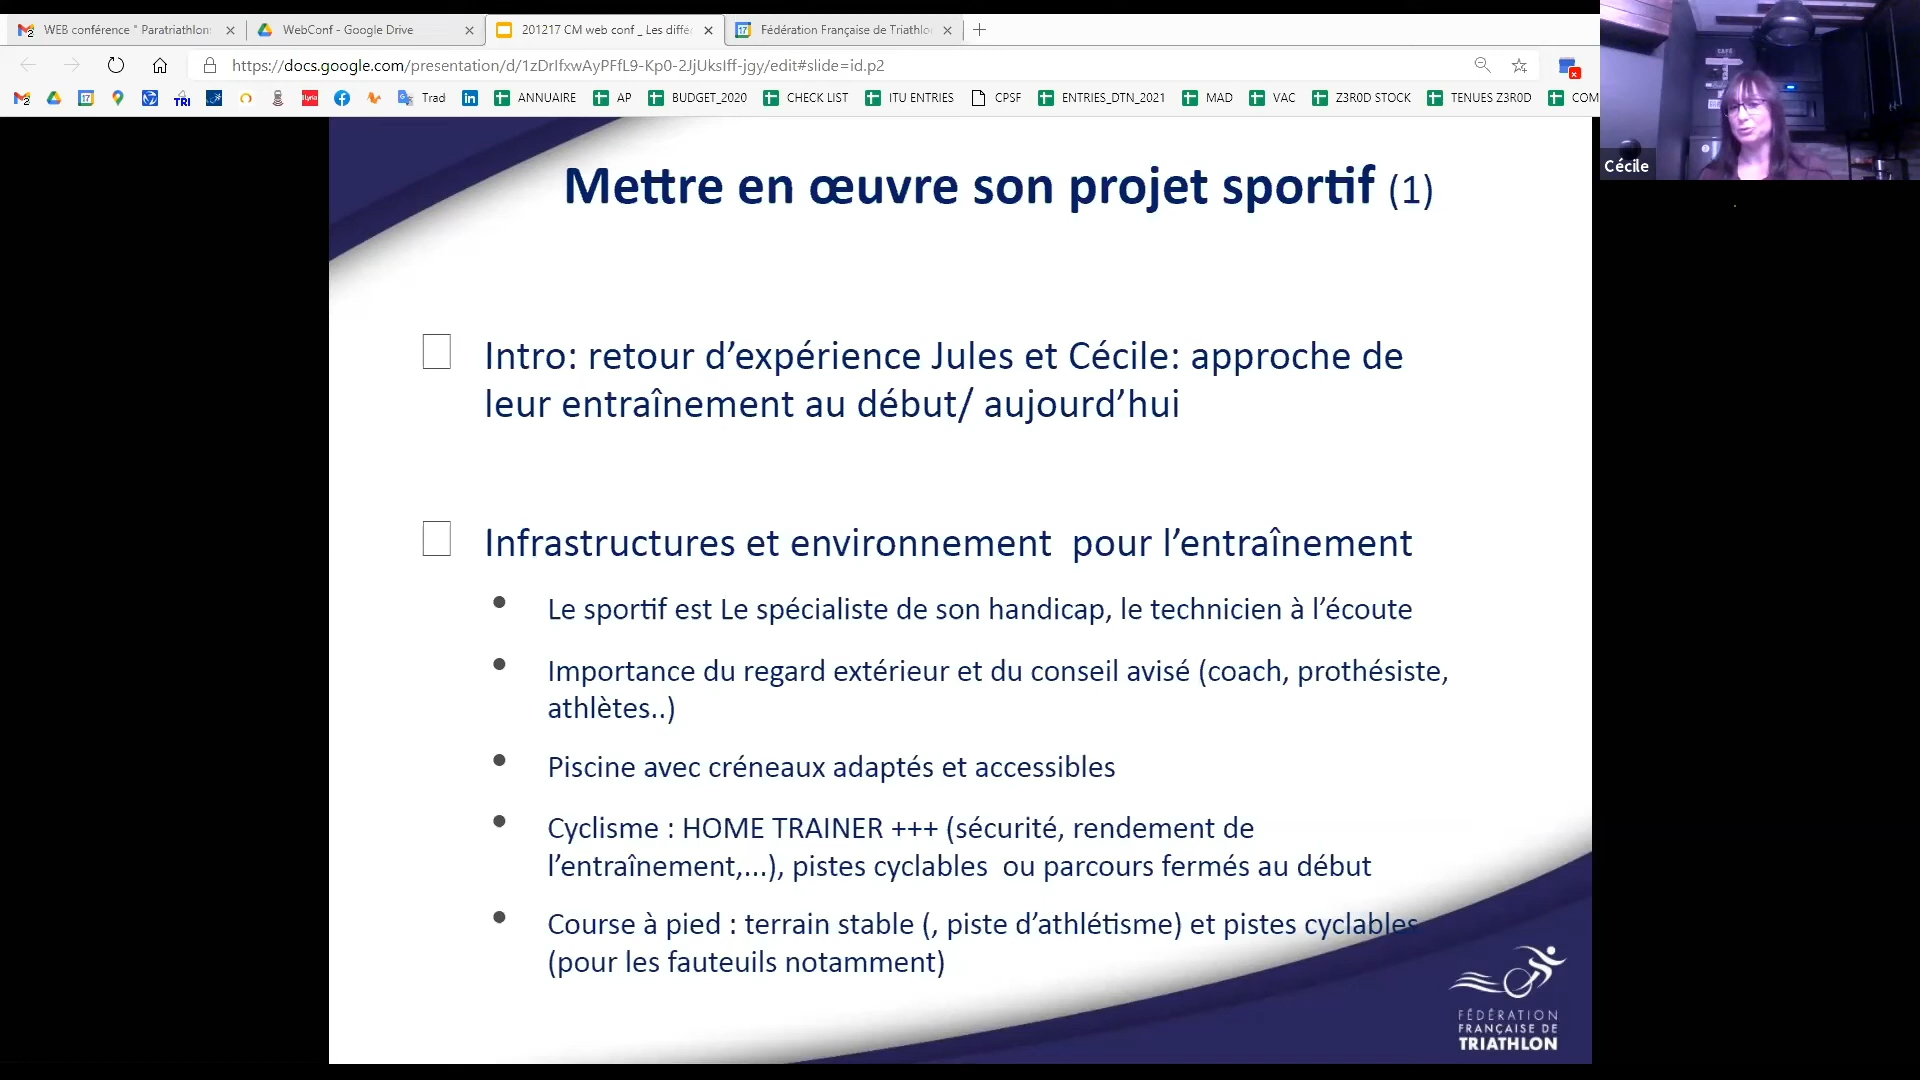 WEB conférence " Paratriathlon
WebConf - Google Drive
201217 CM web conf _ Les diffé
Fédération Française de Triathlo
https://docs.google.com/presentation/d/1zDrIfxwAyPFfL9-Kp0-2JjUksIff-jgy/edit#slide=id.p2
TRI
Trad
ANNUAIRE
AP
BUDGET_2020
CHECK LIST
ITU ENTRIES
CPSF
ENTRIES_DTN_2021
MAD
VAC
Z3R0D STOCK
TENUES Z3R0D
COM
Cécile
Mettre en œuvre son projet sportif (1)
Intro: retour d’expérience Jules et Cécile: approche de
leur entraînement au début/ aujourd’hui
Infrastructures et environnement pour l’entraînement
• Le sportif est Le spécialiste de son handicap, le technicien à l’écoute
• Importance du regard extérieur et du conseil avisé (coach, prothésiste,
athlètes..)
• Piscine avec créneaux adaptés et accessibles
• Cyclisme : HOME TRAINER +++ (sécurité, rendement de
l’entraînement,...), pistes cyclables ou parcours fermés au début
• Course à pied : terrain stable (, piste d’athlétisme) et pistes cyclables
(pour les fauteuils notamment)
FÉDÉRATION
FRANÇAISE DE
TRIATHLON